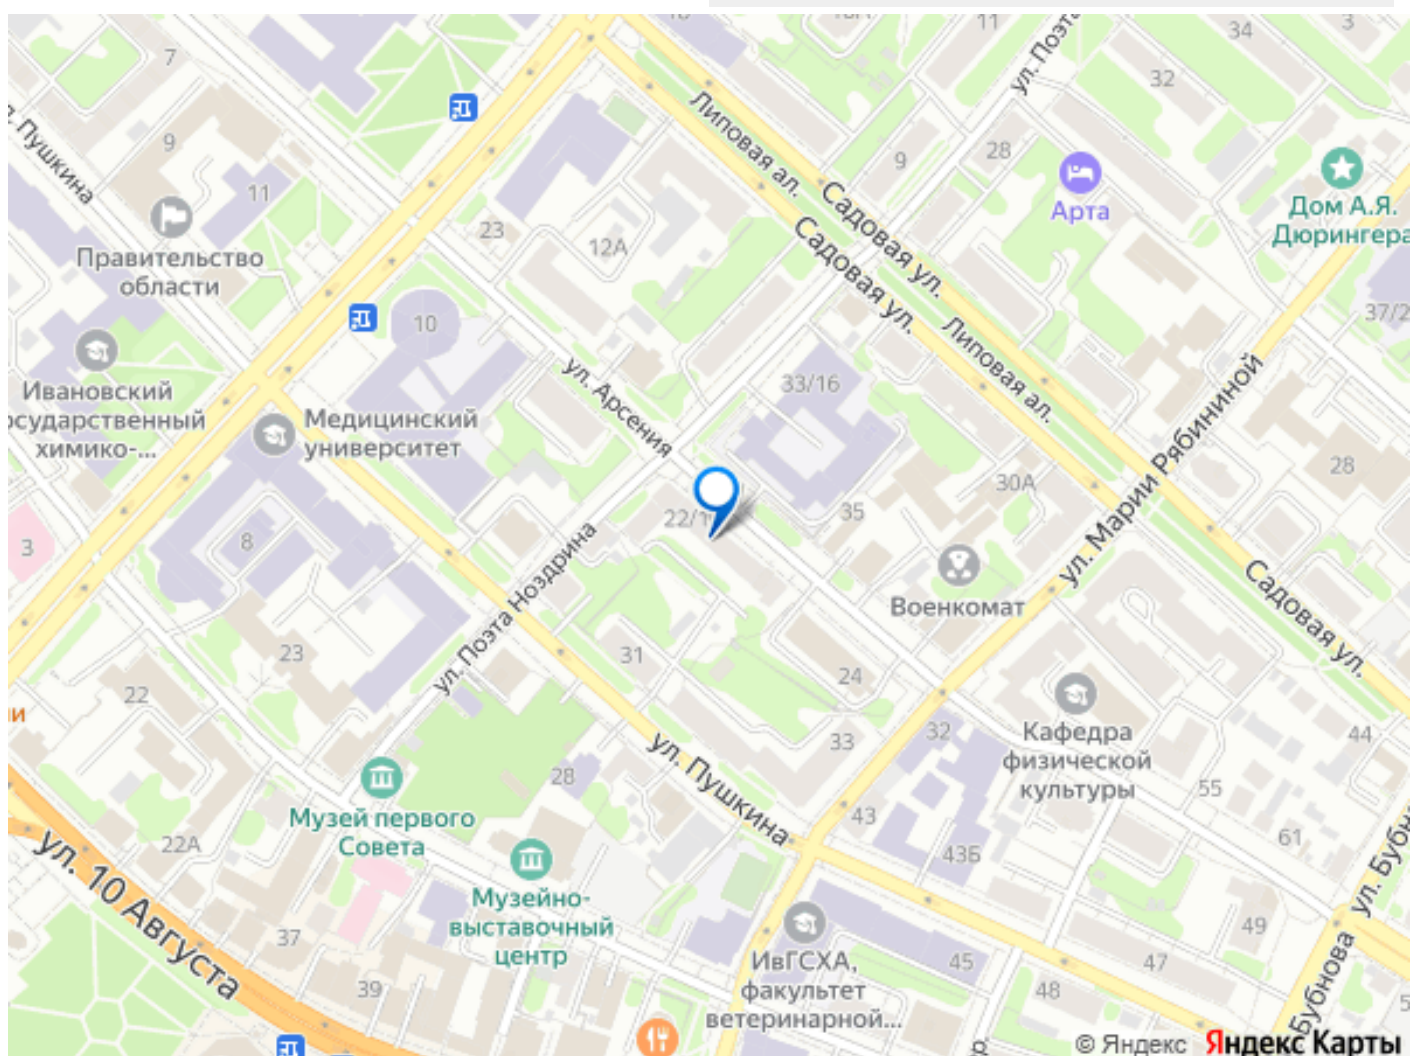 11
34
3
7
ул. Поэта
32
Липовая ал.
Пушкина
9
28
9
11
Арта
Дом А.Я.
Дюрингера
Садовая ул.
23
12А
Правительство
области
Садовая ул.
37/2
10
Липовая ал.
Ивановский
осударственный
химико-...
ул. Арсения
33/16
Медицинский
университет
ул. Марии Рябининой
28
30А
22/1
35
3
8
ул. Поэта Ноздрина
Военкомат
Садовая ул.
31
23
24
22
и
Кафедра
физической
культуры
32
44
33
ул. Пушкина
28
55
Музей первого
Совета
43
61
22А
43Б
ул. Бубно
ул. 10 Августа
Музейно-
выставочный
центр
49
37
ИвГСХА,
факультет
ветеринарной...
45
47
39
48
5
Бубнова
© Яндекс Яндекс Карты